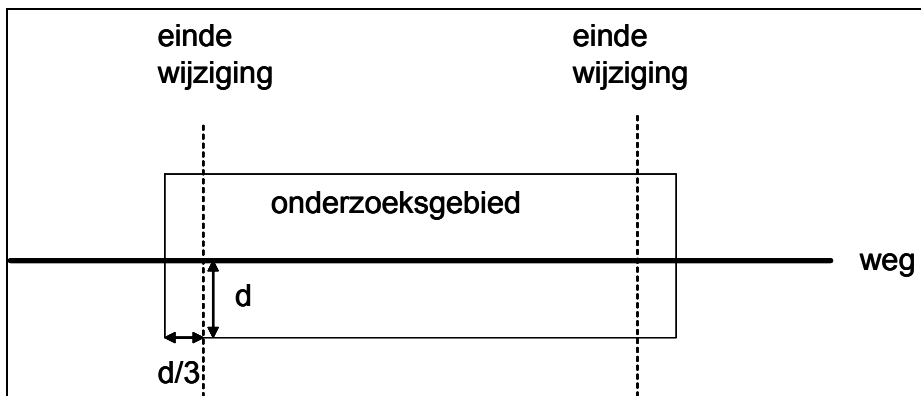 einde
wijziging
einde
wijziging
onderzoeksgebied
weg
d
d/3